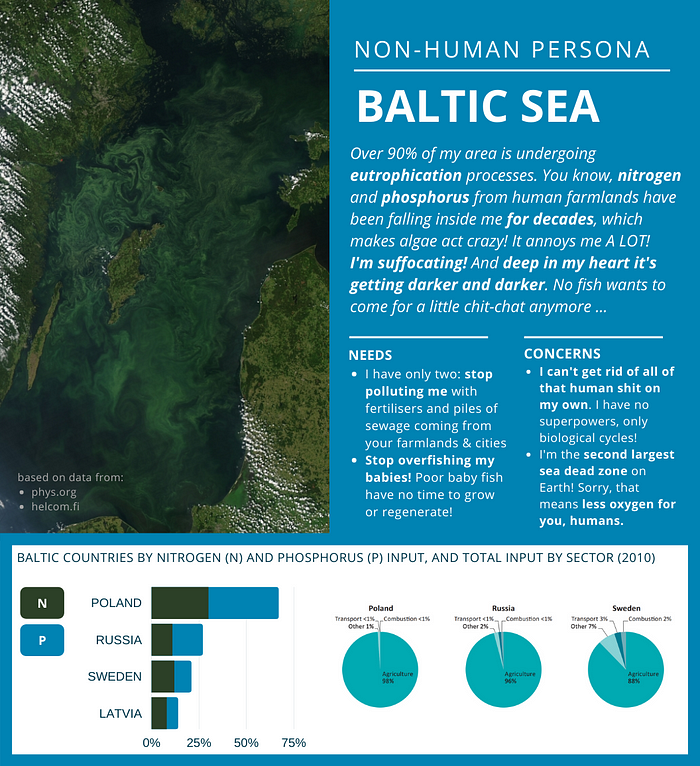 NON-HUMAN PERSONA
BALTIC SEA
Over 90% of my area is undergoing
eutrophication processes. You know, nitrogen
and phosphorus from human farmlands have
been falling inside me for decades, which
makes algae act crazy! It annoys me A LOT!
I'm suffocating! And deep in my heart it's
getting darker and darker. No fish wants to
come for a little chit-chat anymore ...
NEEDS
• I have only two: stop
polluting me with
fertilisers and piles of
sewage coming from
your farmlands & cities
• Stop overfishing my
babies! Poor baby fish
have no time to grow
or regenerate!
CONCERNS
• I can't get rid of all of
that human shit on
my own. I have no
superpowers, only
biological cycles!
• I'm the second largest
sea dead zone on
Earth! Sorry, that
means less oxygen for
you, humans.
based on data from:
• phys.org
• helcom.fi
BALTIC COUNTRIES BY NITROGEN (N) AND PHOSPHORUS (P) INPUT, AND TOTAL INPUT BY SECTOR (2010)
N
P
POLAND
RUSSIA
SWEDEN
LATVIA
0% 25% 50% 75%
Poland
Transport <1% Combustion <1%
Other 1%
Agriculture
98%
Russia
Transport <1% Combustion <1%
Other 2%
Agriculture
96%
Sweden
Transport 3% Combustion 2%
Other 7%
Agriculture
88%